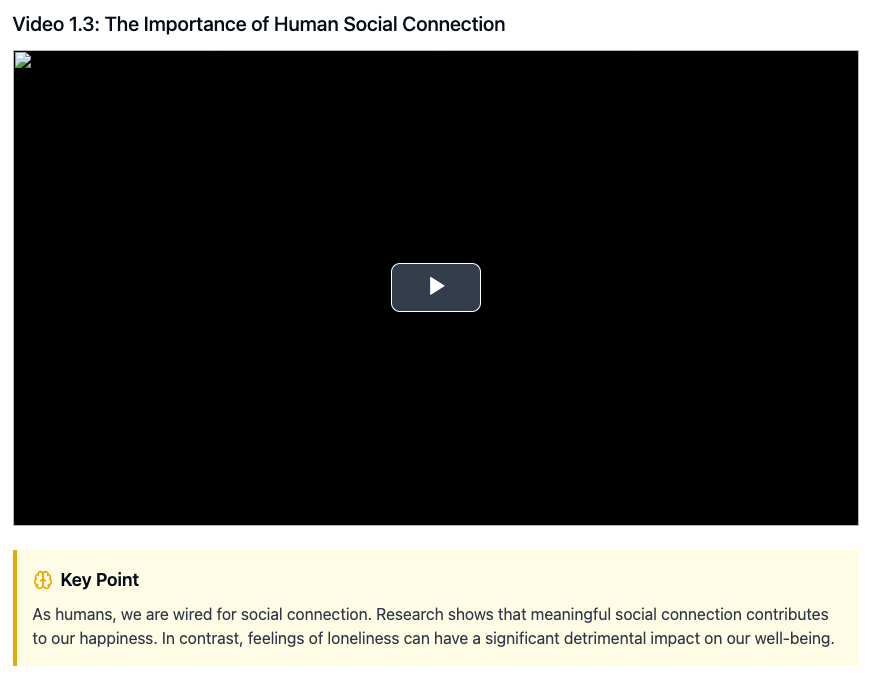 Video 1.3: The Importance of Human Social Connection
Key Point
As humans, we are wired for social connection. Research shows that meaningful social connection contributes
to our happiness. In contrast, feelings of loneliness can have a significant detrimental impact on our well-being.